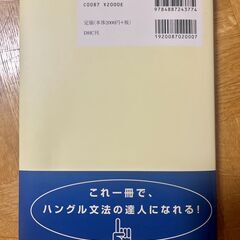 C0087 ¥2000E
定価(本体2000円+税)
DHC刊
9784887243774
1920087020007
これ一冊で、
ハングル文法の達人になれる!